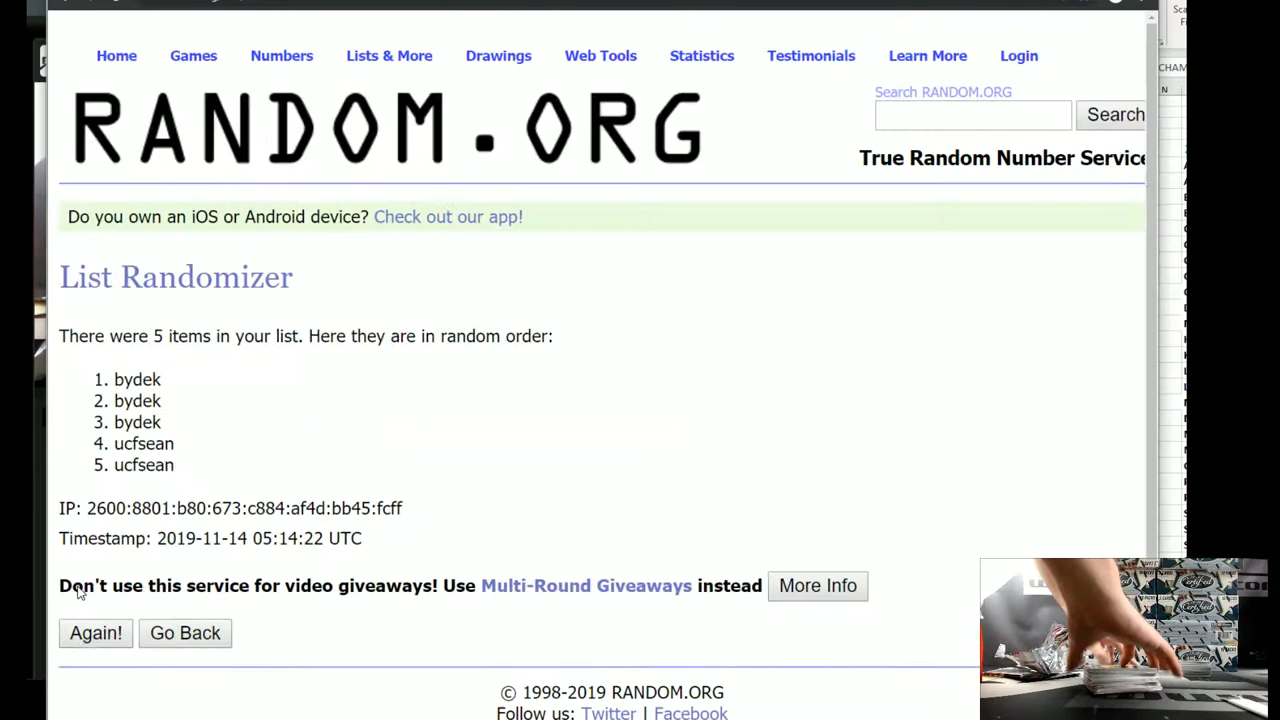 Home Games Numbers Lists & More Drawings Web Tools Statistics Testimonials Learn More Login
Search RANDOM.ORG
RANDOM.ORG
Search
True Random Number Service
Do you own an iOS or Android device? Check out our app!
List Randomizer
There were 5 items in your list. Here they are in random order:
1. bydek
2. bydek
3. bydek
4. ucfsean
5. ucfsean
IP: 2600:8801:b80:673:c884:af4d:bb45:fcff
Timestamp: 2019-11-14 05:14:22 UTC
Don't use this service for video giveaways! Use Multi-Round Giveaways instead More Info
Again! Go Back
© 1998-2019 RANDOM.ORG
Follow us: Twitter | Facebook
Certified
Certified